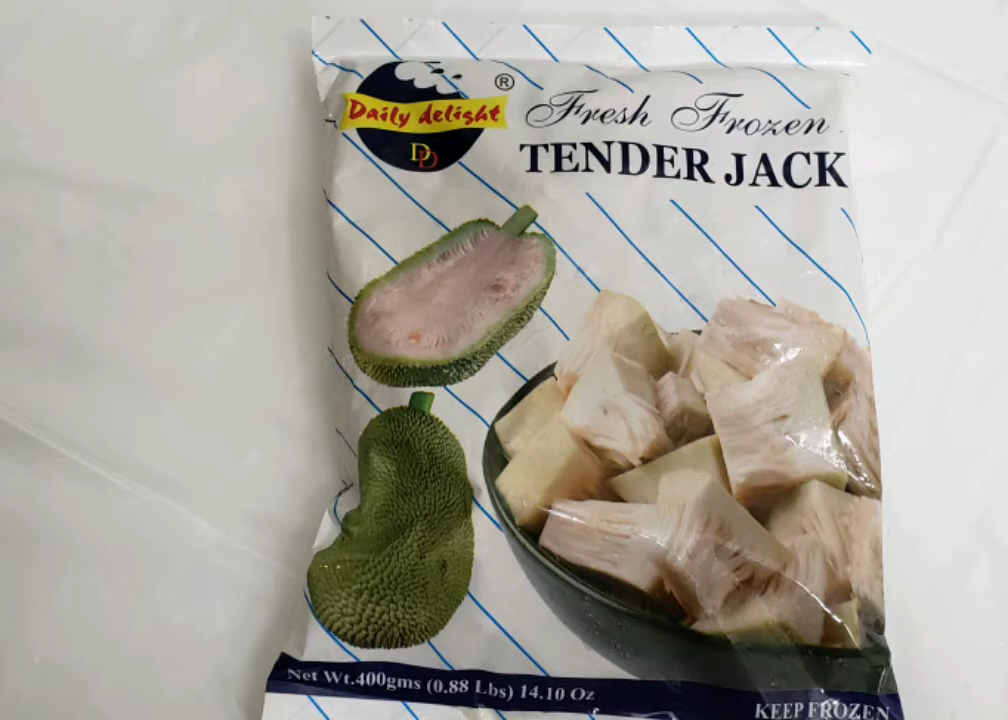 Daily delight
®
DD
Fresh Frozen
TENDER JACK
Net Wt.400gms (0.88 Lbs) 14.10 Oz
KEEP FROZEN